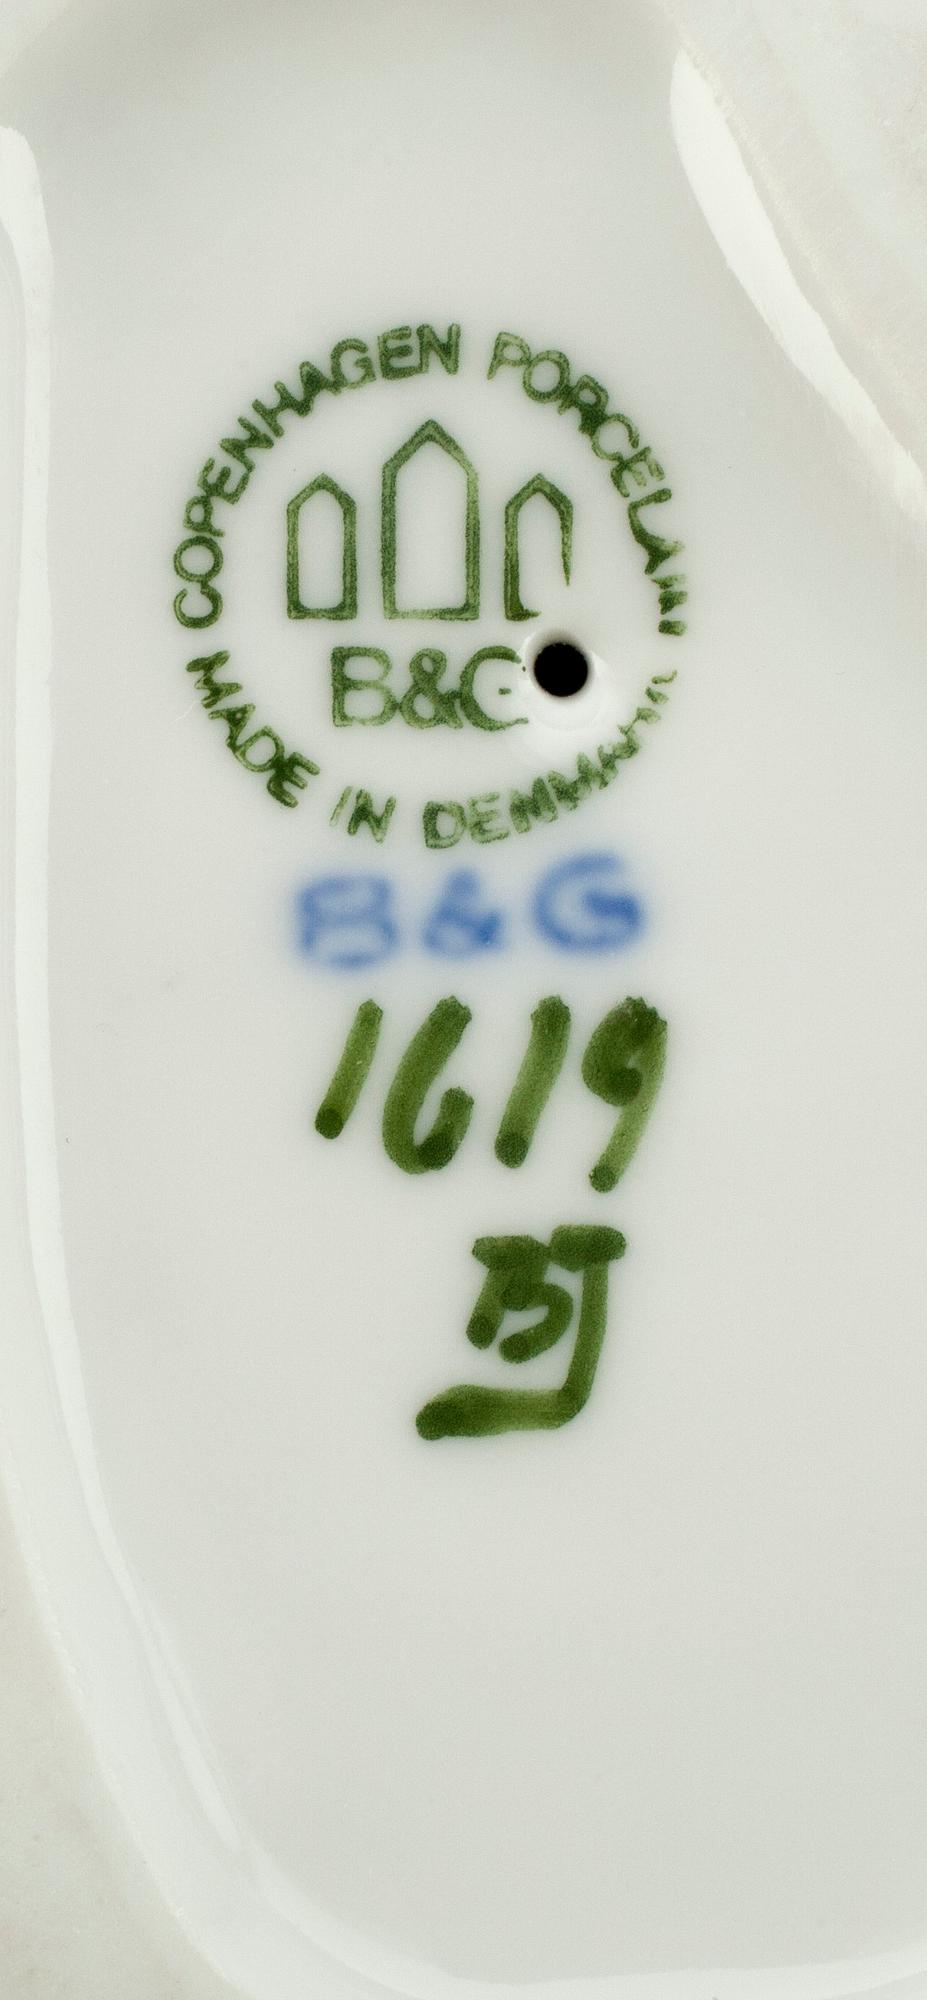 COPENHAGEN PORCELAIN
B&G
MADE IN DENMARK
B&G
1619